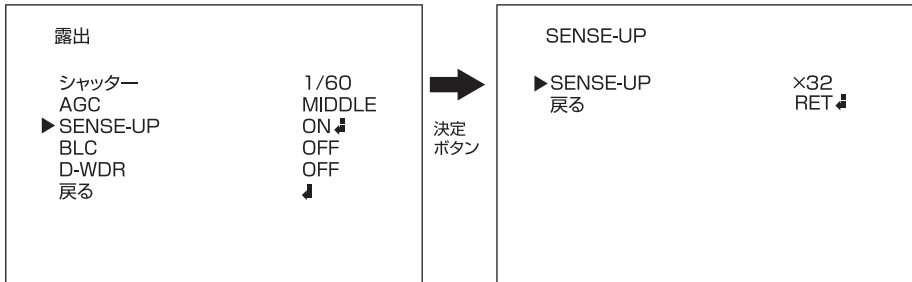 露出
シャッター 1/60
AGC MIDDLE
▶SENSE-UP ON↲
BLC OFF
D-WDR OFF
戻る ↲
決定
ボタン
SENSE-UP
▶SENSE-UP ×32
戻る RET↲